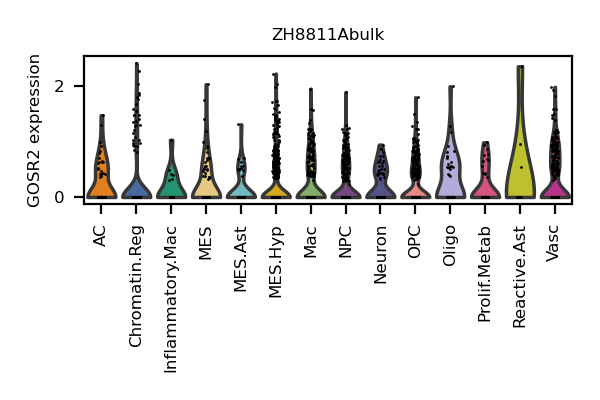 ZH8811Abulk
GOSR2 expression
2
0
AC
Chromatin.Reg
Inflammatory.Mac
MES
MES.Ast
MES.Hyp
Mac
NPC
Neuron
OPC
Oligo
Prolif.Metab
Reactive.Ast
Vasc